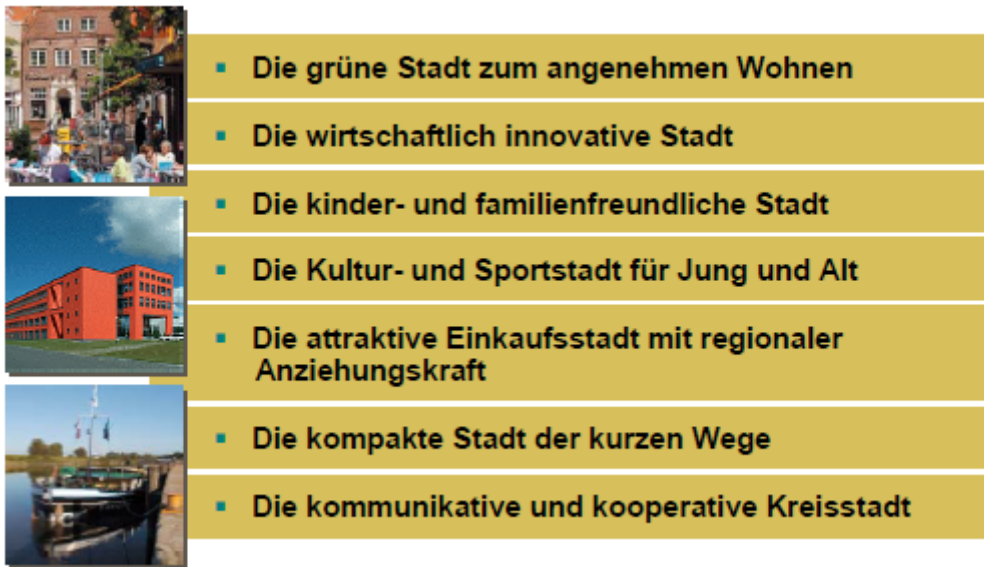 ▪ Die grüne Stadt zum angenehmen Wohnen
▪ Die wirtschaftlich innovative Stadt
▪ Die kinder- und familienfreundliche Stadt
▪ Die Kultur- und Sportstadt für Jung und Alt
▪ Die attraktive Einkaufsstadt mit regionaler
Anziehungskraft
▪ Die kompakte Stadt der kurzen Wege
▪ Die kommunikative und kooperative Kreisstadt